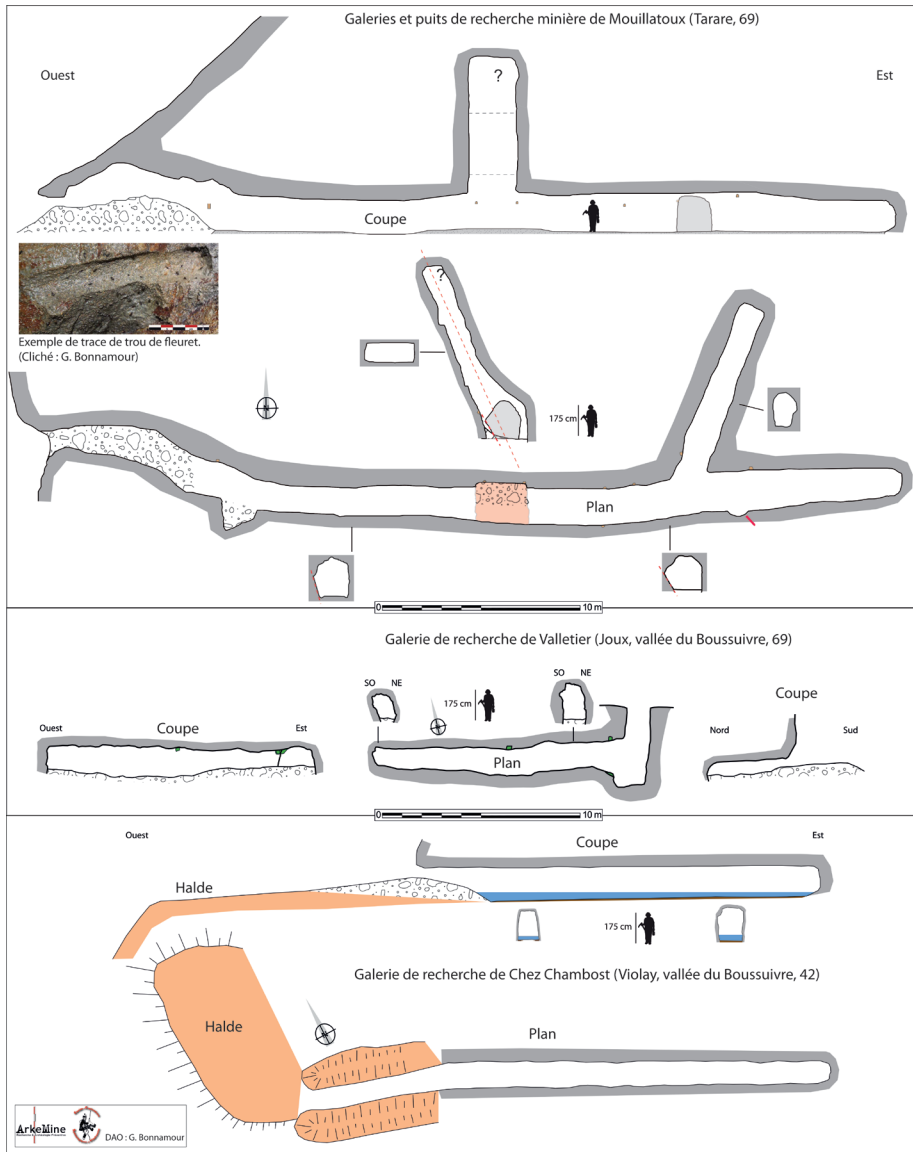 Galeries et puits de recherche minière de Mouillatoux (Tarare, 69)
Ouest
Est
?
Coupe
Exemple de trace de trou de fleuret.
(Cliché : G. Bonnamour)
?
175 cm
Plan
0 10 m
Galerie de recherche de Valletier (Joux, vallée du Boussuivre, 69)
SO NE
SO NE
175 cm
Coupe
Ouest
Coupe
Est
Plan
Nord
Sud
0 10 m
Ouest
Est
Coupe
Halde
175 cm
Galerie de recherche de Chez Chambost (Violay, vallée du Boussuivre, 42)
Halde
Plan
ArkeMine
DAO : G. Bonnamour